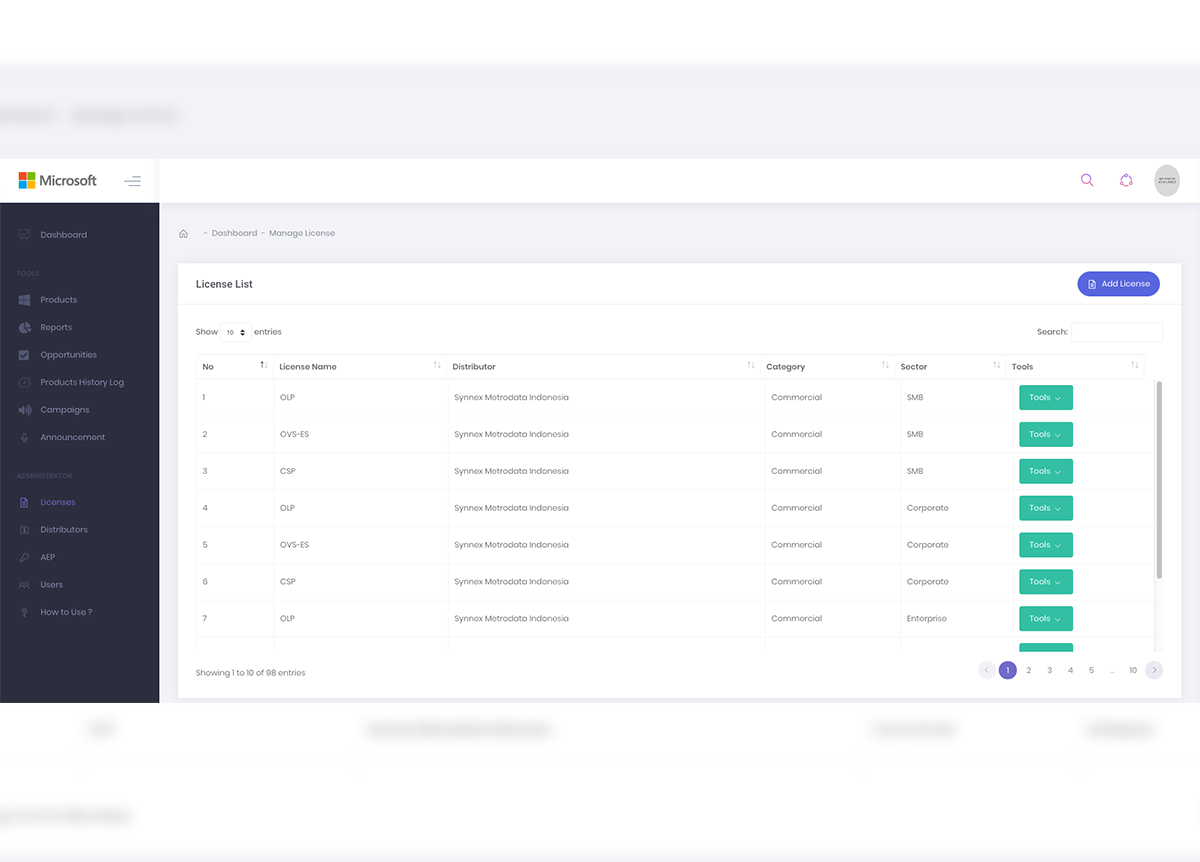 Microsoft
- Dashboard - Manage License
Dashboard
TOOLS
Products
Reports
Opportunities
Products History Log
Campaigns
Announcement
ADMINISTRATOR
Licenses
Distributors
AEP
Users
How to Use ?
License List
Add License
Show 10 entries
Search:
No License Name Distributor Category Sector Tools
1 OLP Synnex Metrodata Indonesia Commercial SMB Tools
2 OVS-ES Synnex Metrodata Indonesia Commercial SMB Tools
3 CSP Synnex Metrodata Indonesia Commercial SMB Tools
4 OLP Synnex Metrodata Indonesia Commercial Corporate Tools
5 OVS-ES Synnex Metrodata Indonesia Commercial Corporate Tools
6 CSP Synnex Metrodata Indonesia Commercial Corporate Tools
7 OLP Synnex Metrodata Indonesia Commercial Enterprise Tools
Showing 1 to 10 of 98 entries
1 2 3 4 5 ... 10